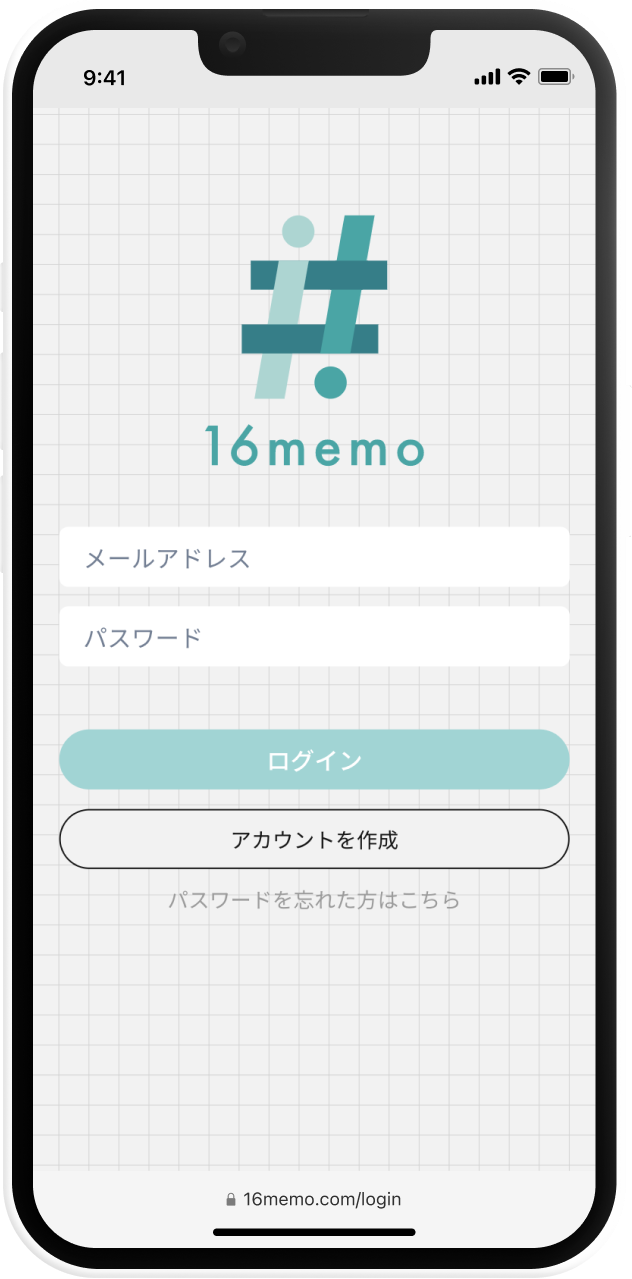 9:41
16memo
メールアドレス
パスワード
ログイン
アカウントを作成
パスワードを忘れた方はこちら
16memo.com/login